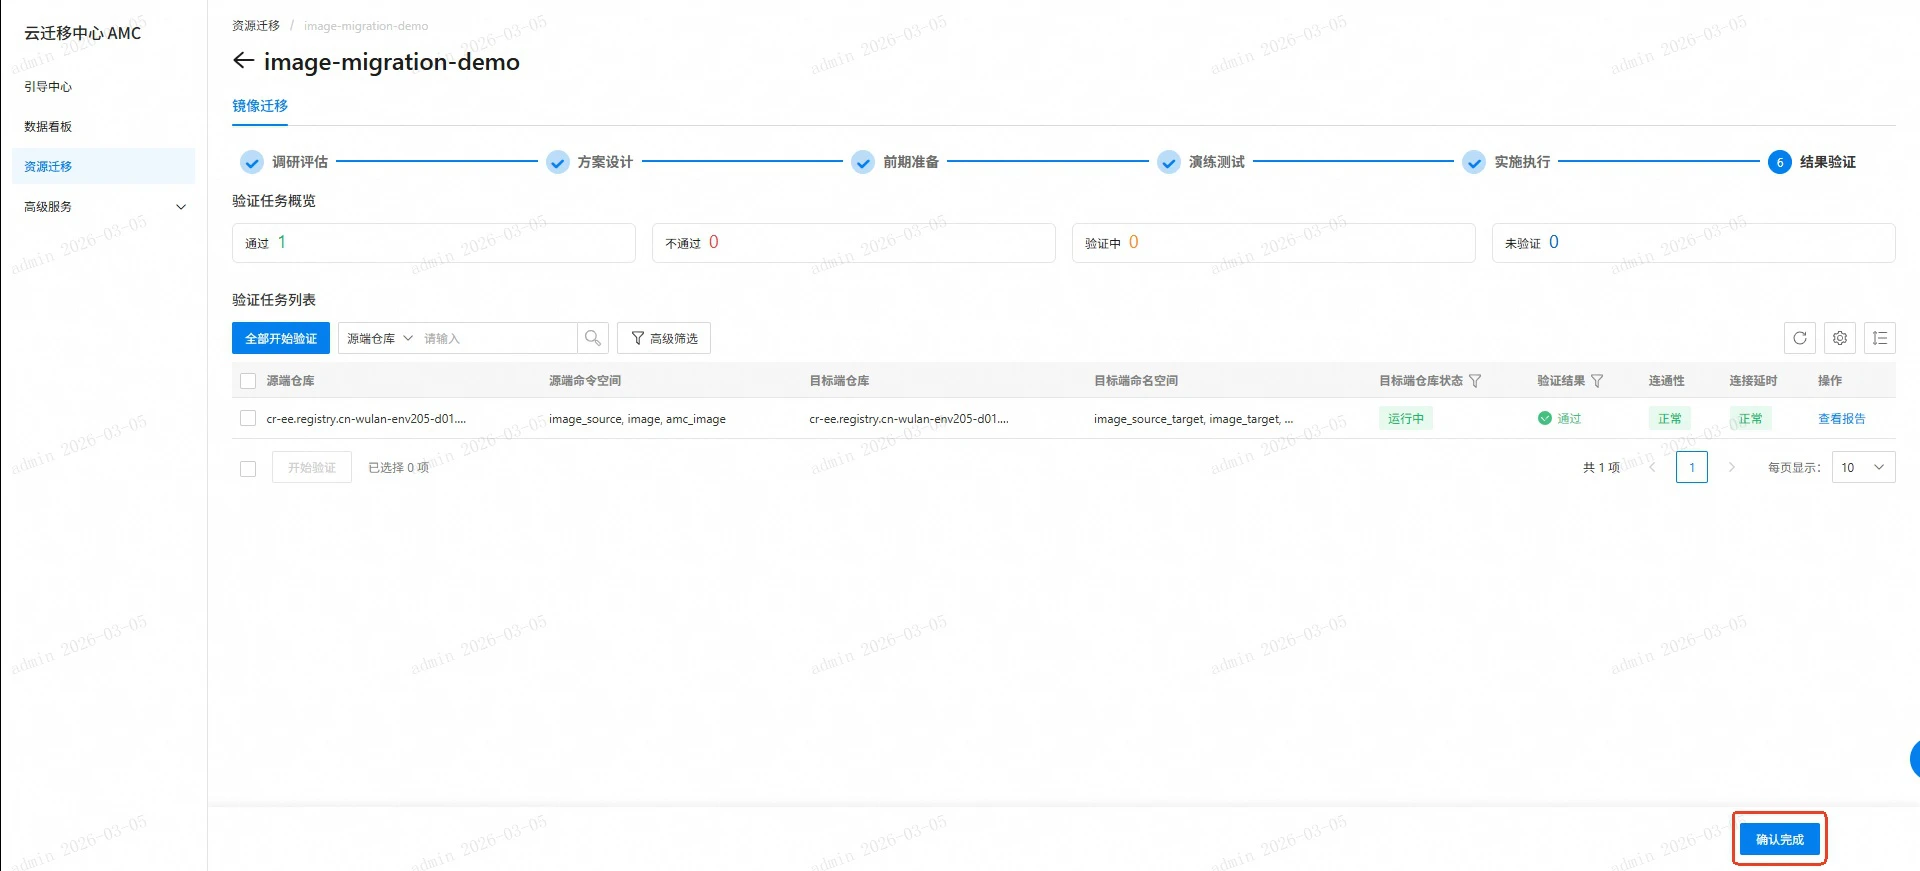 云迁移中心 AMC
引导中心
数据看板
资源迁移
高级服务
资源迁移 / image-migration-demo
image-migration-demo
镜像迁移
调研评估 方案设计 前期准备 演练测试 实施执行 6 结果验证
验证任务概览
通过 1 不通过 0 验证中 0 未验证 0
验证任务列表
全部开始验证 源端仓库 请输入 高级筛选
源端仓库 源端命令空间 目标端仓库 目标端命名空间 目标端仓库状态 验证结果 连通性 连接延时 操作
cr-ee.registry.cn-wulan-env205-d01.... image_source, image, amc_image cr-ee.registry.cn-wulan-env205-d01.... image_source_target, image_target, ... 运行中 通过 正常 正常 查看报告
开始验证 已选择 0 项 共 1 项 1 每页显示: 10
确认完成
admin 2026-03-05